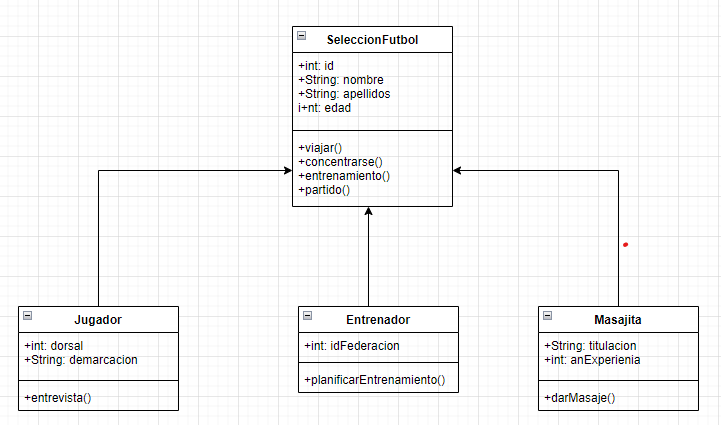 SeleccionFutbol
+int: id
+String: nombre
+String: apellidos
i+nt: edad
+viajar()
+concentrarse()
+entrenamiento()
+partido()
Jugador
+int: dorsal
+String: demarcacion
+entrevista()
Entrenador
+int: idFederacion
+planificarEntrenamiento()
Masajita
+String: titulacion
+int: anExperienia
+darMasaje()